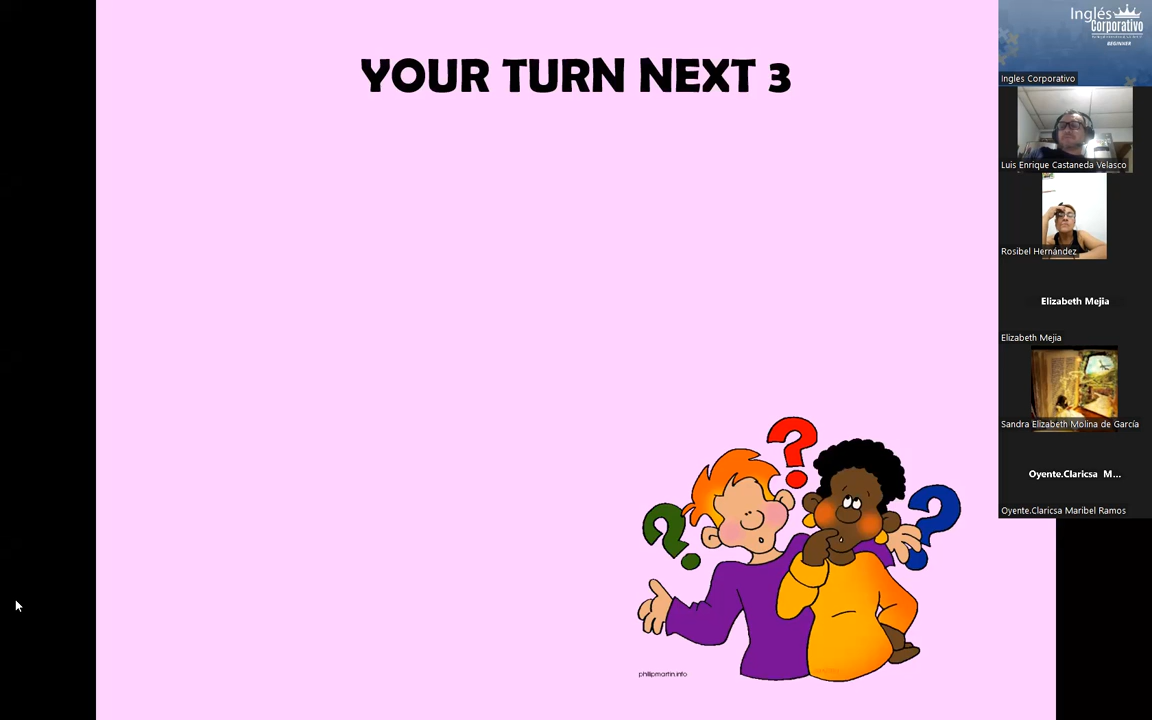 YOUR TURN NEXT 3
philipmartin.info
Inglés
Corporativo
BEGINNER
Ingles Corporativo
Luis Enrique Castaneda Velasco
Rosibel Hernández
Elizabeth Mejia
Elizabeth Mejia
Sandra Elizabeth Molina de García
Oyente.Claricsa M...
Oyente.Claricsa Maribel Ramos